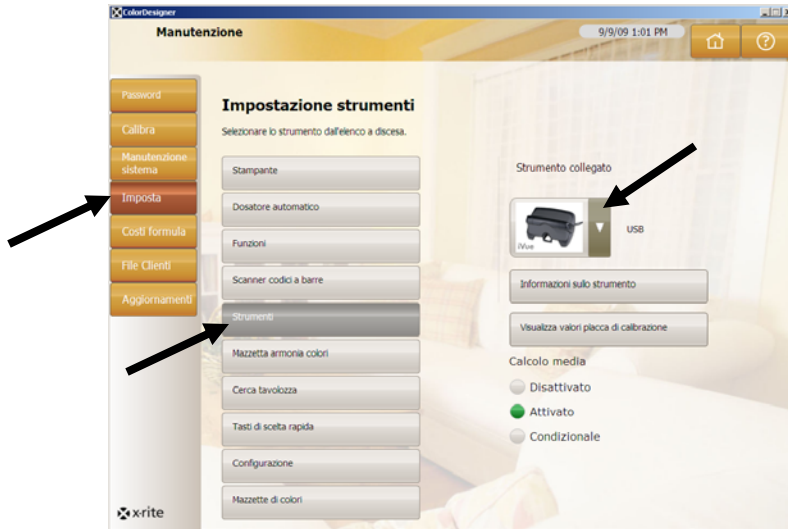 ColorDesigner
Manutenzione
9/9/09 1:01 PM
Password
Calibra
Manutenzione
sistema
Imposta
Costi formula
File Clienti
Aggiornamenti
Impostazione strumenti
Selezionare lo strumento dall'elenco a discesa.
Stampante
Dosatore automatico
Funzioni
Scanner codici a barre
Strumenti
Mazzetta armonia colori
Cerca tavolozza
Tasti di scelta rapida
Configurazione
Mazzette di colori
Strumento collegato
iVue
USB
Informazioni sullo strumento
Visualizza valori placca di calibrazione
Calcolo media
Disattivato
Attivato
Condizionale
x·rite